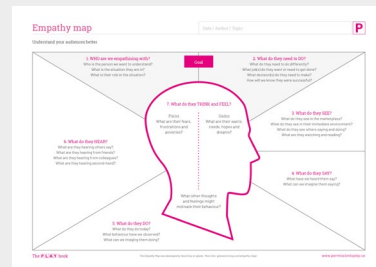 Empathy map
Date / Author / Topic
P
Understand your audiences better
1. WHO are we empathizing with?
Who is the person we want to understand?
What is the situation they are in?
What is their role in the situation?
Goal
2. What do they need to DO?
What do they need to do differently?
What jobs do they want or need to get done?
What decision(s) do they need to make?
How will we know they were successful?
7. What do they THINK and FEEL?
Pains
What are their fears,
frustrations and
anxieties?
Gains
What are their wants,
needs, hopes and
dreams?
3. What do they SEE?
What do they see in the marketplace?
What do they see in their immediate environment?
What do they see others saying and doing?
What are they watching and reading?
6. What do they HEAR?
What are they hearing others say?
What are they hearing from friends?
What are they hearing from colleagues?
What are they hearing second-hand?
4. What do they SAY?
What have we heard them say?
What can we imagine them saying?
What other thoughts
and feelings might
motivate their behaviour?
5. What do they DO?
What do they do today?
What behaviour have we observed?
What can we imagine them doing?
The PLAY book